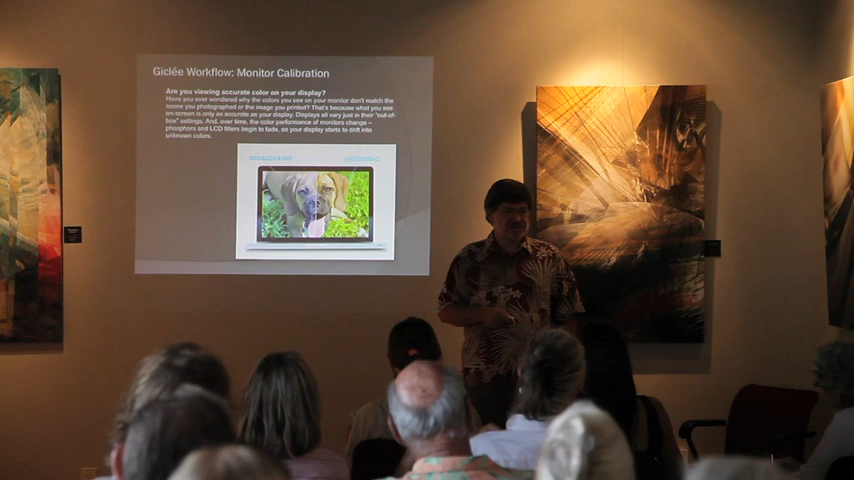 Giclée Workflow: Monitor Calibration
Are you viewing accurate color on your display?
Have you ever wondered why the colors you see on your monitor don't match the
scene you photographed or the image you printed? That's because what you see
on-screen is only as accurate as your display. Displays all vary just in their "out-of-
box" settings. And, over time, the color performance of monitors change –
phosphors and LCD filters begin to fade, so your display starts to drift into
unknown colors.
uncalibrated calibrated